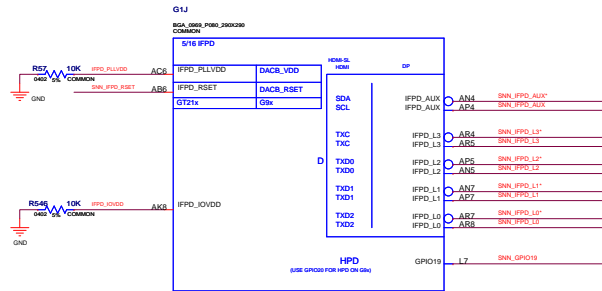 G1J
BGA_0969_P080_290X290
COMMON
5/16 IFPD
HDMI-SL
HDMI
DP
R57 10K IFPD_PLLVDD AC6 IFPD_PLLVDD DACB_VDD
0402 5% COMMON
SNN_IFPD_RSET AB6 IFPD_RSET DACB_RSET
GND
GT21x G9x
SDA IFPD_AUX AN4 SNN_IFPD_AUX*
SCL IFPD_AUX AP4 SNN_IFPD_AUX
TXC IFPD_L3 AR4 SNN_IFPD_L3*
TXC IFPD_L3 AR5 SNN_IFPD_L3
D
TXD0 IFPD_L2 AP5 SNN_IFPD_L2*
TXD0 IFPD_L2 AN5 SNN_IFPD_L2
TXD1 IFPD_L1 AN7 SNN_IFPD_L1*
TXD1 IFPD_L1 AP7 SNN_IFPD_L1
R546 10K IFPD_IOVDD AK8 IFPD_IOVDD
0402 5% COMMON
GND
TXD2 IFPD_L0 AR7 SNN_IFPD_L0*
TXD2 IFPD_L0 AR8 SNN_IFPD_L0
HPD GPIO19 L7 SNN_GPIO19
(USE GPIO20 FOR HPD ON G9x)